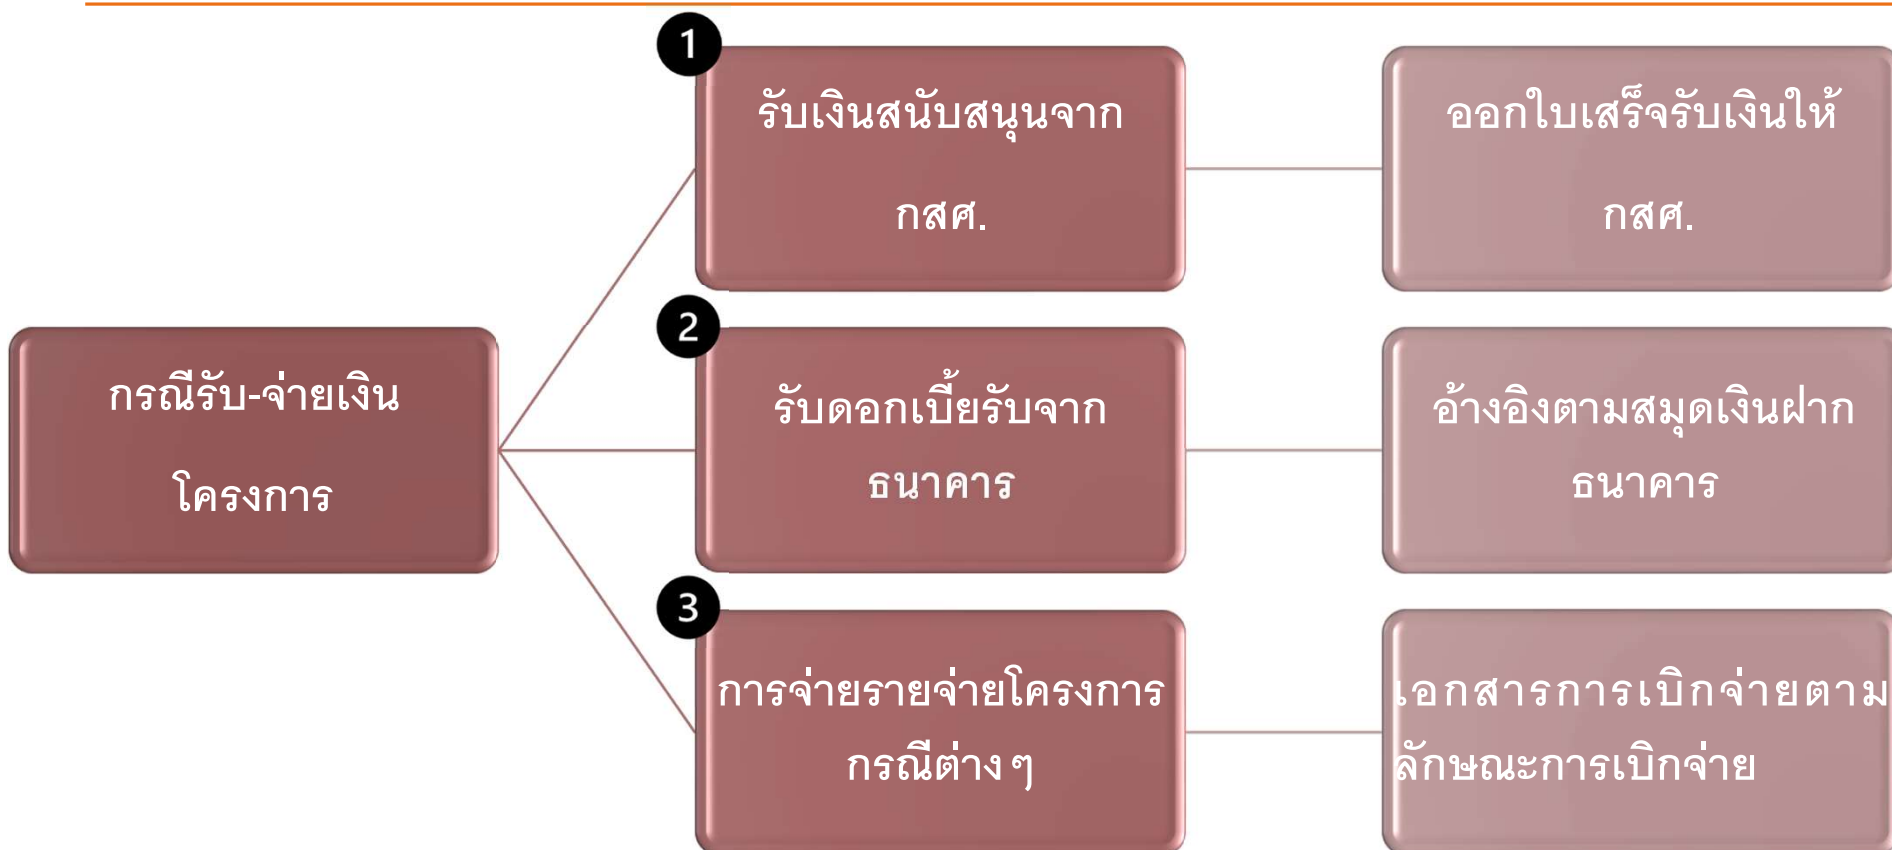 กรณีรับ-จ่ายเงิน
โครงการ
1
รับเงินสนับสนุนจาก
กสศ.
ออกใบเสร็จรับเงินให้
กสศ.
2
รับดอกเบี้ยรับจาก
ธนาคาร
อ้างอิงตามสมุดเงินฝาก
ธนาคาร
3
การจ่ายรายจ่ายโครงการ
กรณีต่าง ๆ
เอกสารการเบิกจ่ายตาม
ลักษณะการเบิกจ่าย